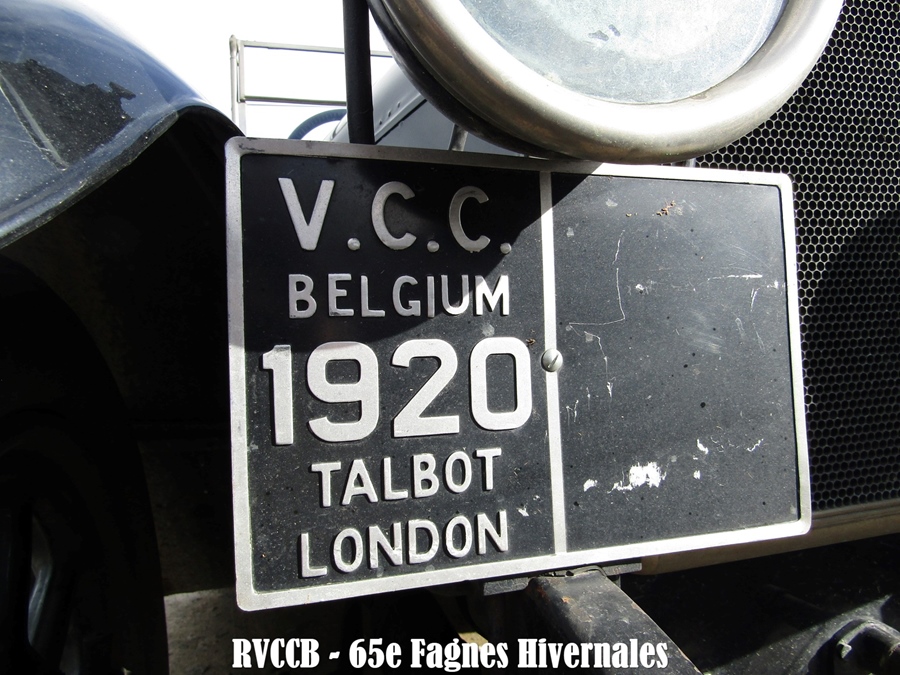 V.C.C.
BELGIUM
1920
TALBOT
LONDON
RVCCB - 65e Fagnes Hivernales